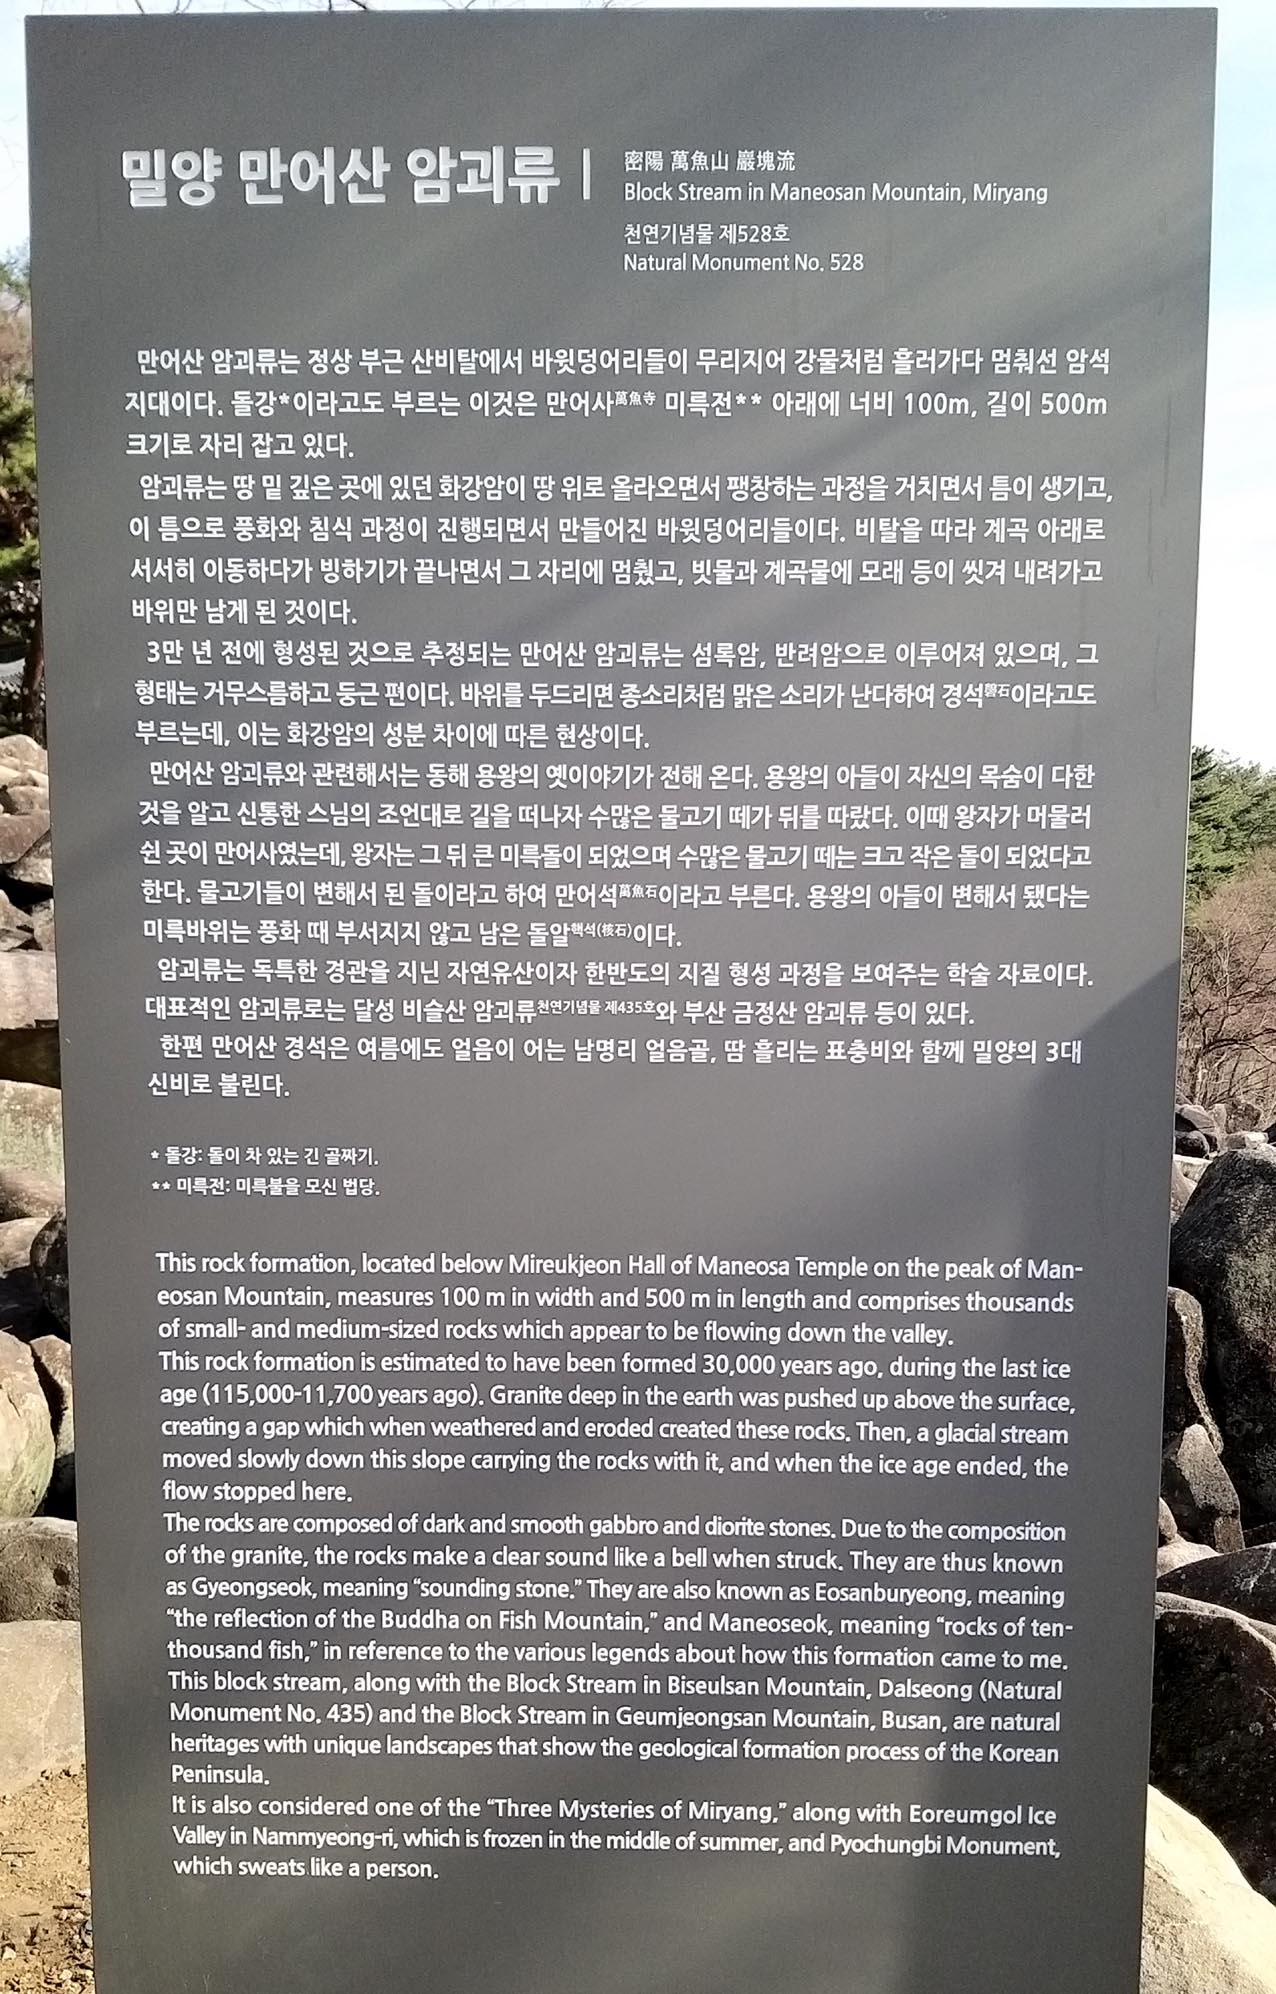 밀양 만어산 암괴류
密陽 萬魚山 巖塊流
Block Stream in Maneosan Mountain, Miryang
천연기념물 제528호
Natural Monument No. 528
만어산 암괴류는 정상 부근 산비탈에서 바윗덩어리들이 무리지어 강물처럼 흘러가다 멈춰선 암석
지대이다. 돌강*이라고도 부르는 이것은 만어사萬魚寺 미륵전** 아래에 너비 100m, 길이 500m
크기로 자리 잡고 있다.
암괴류는 땅 밑 깊은 곳에 있던 화강암이 땅 위로 올라오면서 팽창하는 과정을 거치면서 틈이 생기고,
이 틈으로 풍화와 침식 과정이 진행되면서 만들어진 바윗덩어리들이다. 비탈을 따라 계곡 아래로
서서히 이동하다가 빙하기가 끝나면서 그 자리에 멈췄고, 빗물과 계곡물에 모래 등이 씻겨 내려가고
바위만 남게 된 것이다.
3만 년 전에 형성된 것으로 추정되는 만어산 암괴류는 섬록암, 반려암으로 이루어져 있으며, 그
형태는 거무스름하고 둥근 편이다. 바위를 두드리면 종소리처럼 맑은 소리가 난다하여 경석磬石이라고도
부르는데, 이는 화강암의 성분 차이에 따른 현상이다.
만어산 암괴류와 관련해서는 동해 용왕의 옛이야기가 전해 온다. 용왕의 아들이 자신의 목숨이 다한
것을 알고 신통한 스님의 조언대로 길을 떠나자 수많은 물고기 떼가 뒤를 따랐다. 이때 왕자가 머물러
쉰 곳이 만어사였는데, 왕자는 그 뒤 큰 미륵돌이 되었으며 수많은 물고기 떼는 크고 작은 돌이 되었다고
한다. 물고기들이 변해서 된 돌이라고 하여 만어석萬魚石이라고 부른다. 용왕의 아들이 변해서 됐다는
미륵바위는 풍화 때 부서지지 않고 남은 돌알핵석(核石)이다.
암괴류는 독특한 경관을 지닌 자연유산이자 한반도의 지질 형성 과정을 보여주는 학술 자료이다.
대표적인 암괴류로는 달성 비슬산 암괴류천연기념물 제435호와 부산 금정산 암괴류 등이 있다.
한편 만어산 경석은 여름에도 얼음이 어는 남명리 얼음골, 땀 흘리는 표충비와 함께 밀양의 3대
신비로 불린다.
* 돌강: 돌이 차 있는 긴 골짜기.
** 미륵전: 미륵불을 모신 법당.
This rock formation, located below Mireukjeon Hall of Maneosa Temple on the peak of Man-
eosan Mountain, measures 100 m in width and 500 m in length and comprises thousands
of small- and medium-sized rocks which appear to be flowing down the valley.
This rock formation is estimated to have been formed 30,000 years ago, during the last ice
age (115,000-11,700 years ago). Granite deep in the earth was pushed up above the surface,
creating a gap which when weathered and eroded created these rocks. Then, a glacial stream
moved slowly down this slope carrying the rocks with it, and when the ice age ended, the
flow stopped here.
The rocks are composed of dark and smooth gabbro and diorite stones. Due to the composition
of the granite, the rocks make a clear sound like a bell when struck. They are thus known
as Gyeongseok, meaning “sounding stone.” They are also known as Eosanburyeong, meaning
“the reflection of the Buddha on Fish Mountain,” and Maneoseok, meaning “rocks of ten-
thousand fish,” in reference to the various legends about how this formation came to me.
This block stream, along with the Block Stream in Biseulsan Mountain, Dalseong (Natural
Monument No. 435) and the Block Stream in Geumjeongsan Mountain, Busan, are natural
heritages with unique landscapes that show the geological formation process of the Korean
Peninsula.
It is also considered one of the “Three Mysteries of Miryang,” along with Eoreumgol Ice
Valley in Nammyeong-ri, which is frozen in the middle of summer, and Pyochungbi Monument,
which sweats like a person.